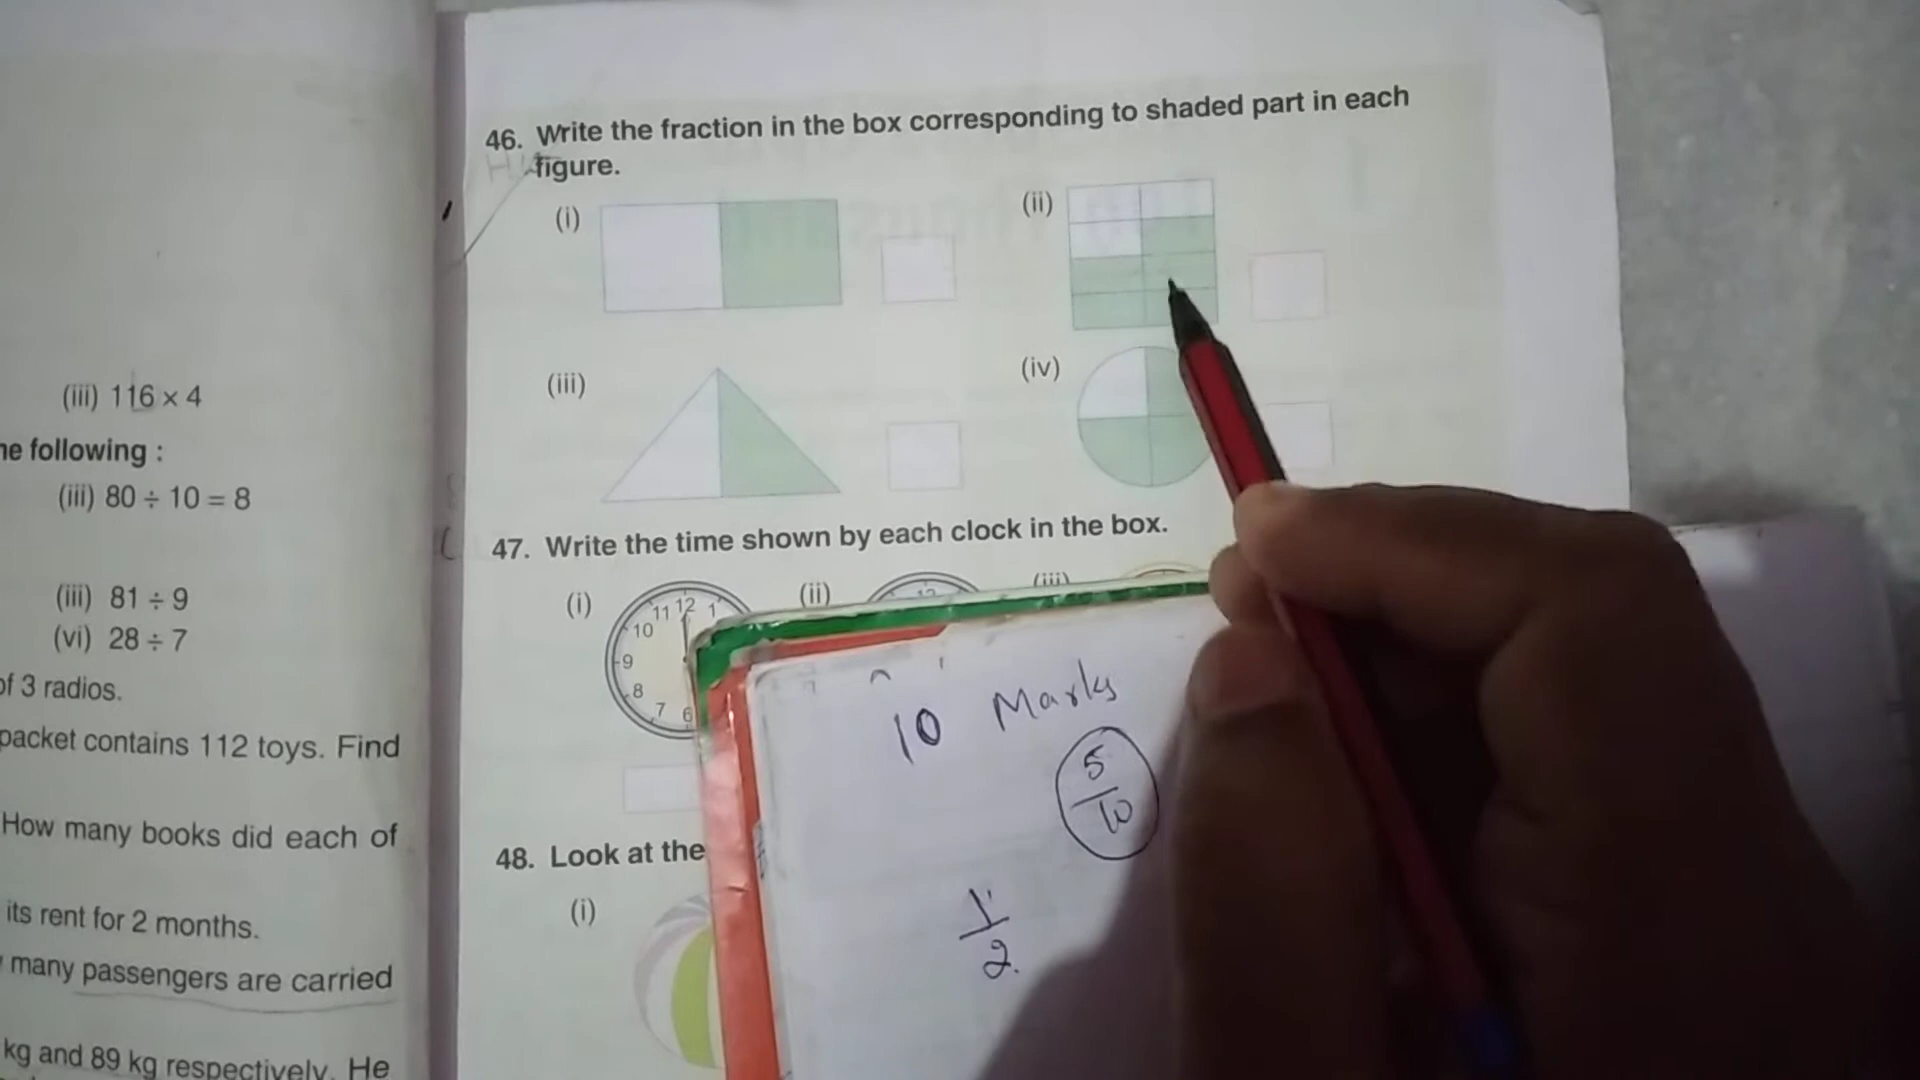 (iii) 116 × 4
he following :
(iii) 80 ÷ 10 = 8
(iii) 81 ÷ 9
(vi) 28 ÷ 7
of 3 radios.
packet contains 112 toys. Find
How many books did each of
its rent for 2 months.
many passengers are carried
kg and 89 kg respectively. He
46. Write the fraction in the box corresponding to shaded part in each
figure.
(i)
(ii)
(iii)
(iv)
47. Write the time shown by each clock in the box.
(i)
(ii)
(iii)
11 12 1
10
9
8
7 6
12
48. Look at the
(i)
10 Marks
5
10
1
2